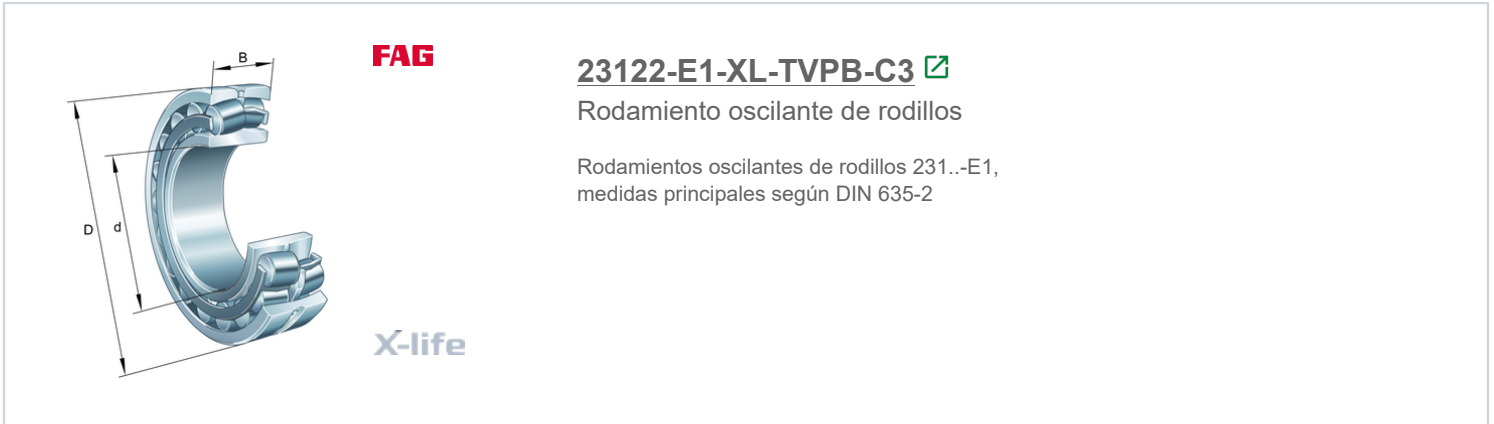 B
D
d
FAG
X-life
23122-E1-XL-TVPB-C3
Rodamiento oscilante de rodillos
Rodamientos oscilantes de rodillos 231..-E1,
medidas principales según DIN 635-2